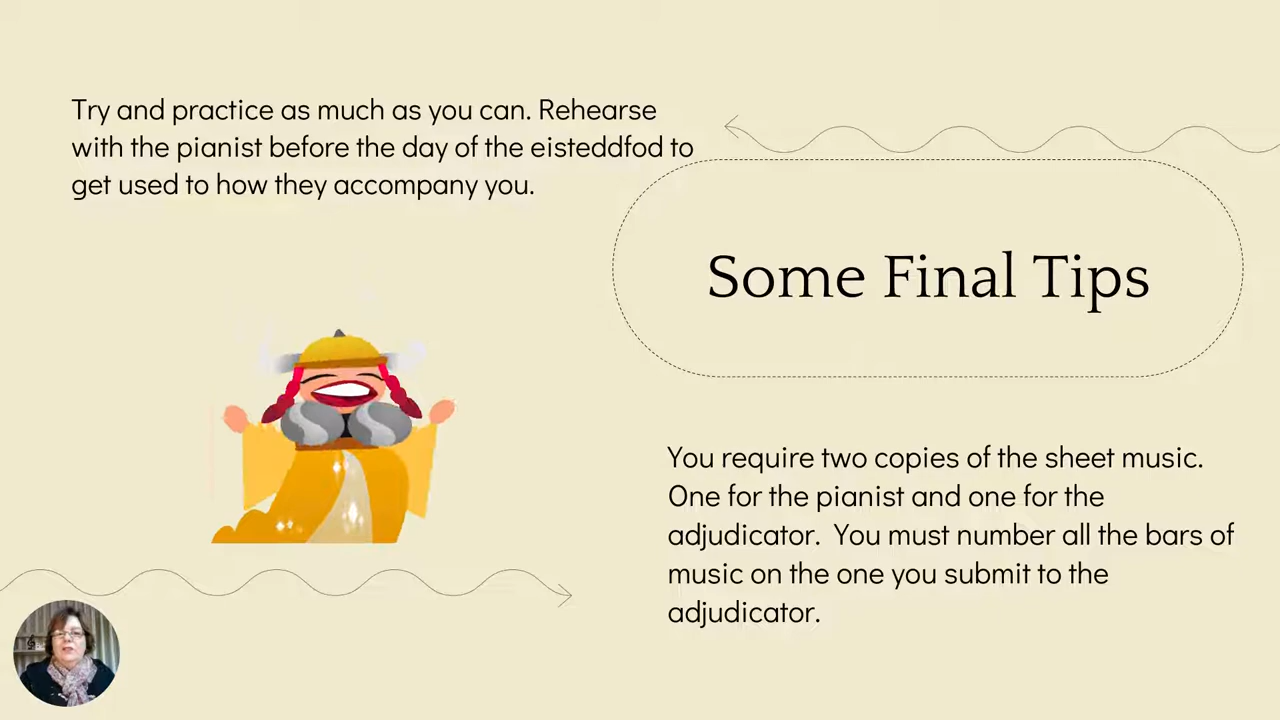 Try and practice as much as you can. Rehearse
with the pianist before the day of the eisteddfod to
get used to how they accompany you.
Some Final Tips
You require two copies of the sheet music.
One for the pianist and one for the
adjudicator.  You must number all the bars of
music on the one you submit to the
adjudicator.